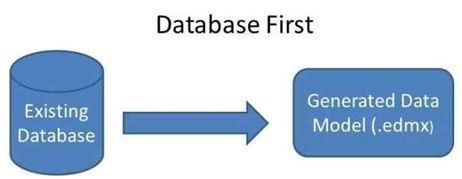 Database First
Existing
Database
Generated Data
Model (.edmx)